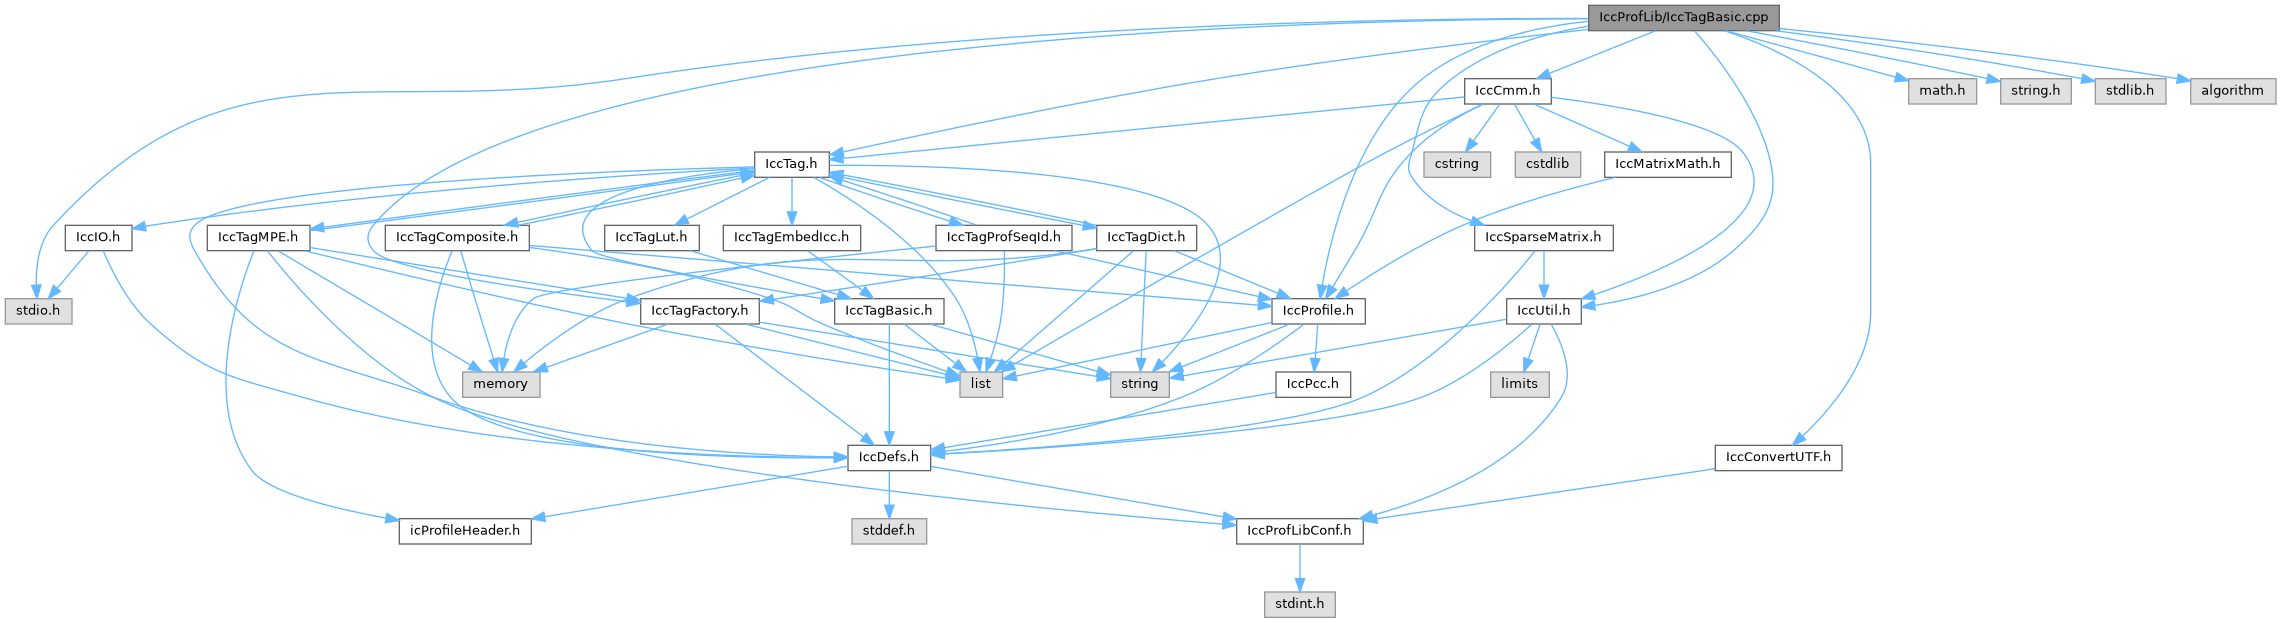 IccProfLib/IccTagBasic.cpp
IccCmm.h
math.h
string.h
stdlib.h
algorithm
IccTag.h
cstring
cstdlib
IccMatrixMath.h
IccIO.h
IccTagMPE.h
IccTagComposite.h
IccTagLut.h
IccTagEmbedIcc.h
IccTagProfSeqId.h
IccTagDict.h
IccSparseMatrix.h
stdio.h
IccTagFactory.h
IccTagBasic.h
IccProfile.h
IccUtil.h
memory
list
string
IccPcc.h
limits
IccDefs.h
IccConvertUTF.h
icProfileHeader.h
stddef.h
IccProfLibConf.h
stdint.h